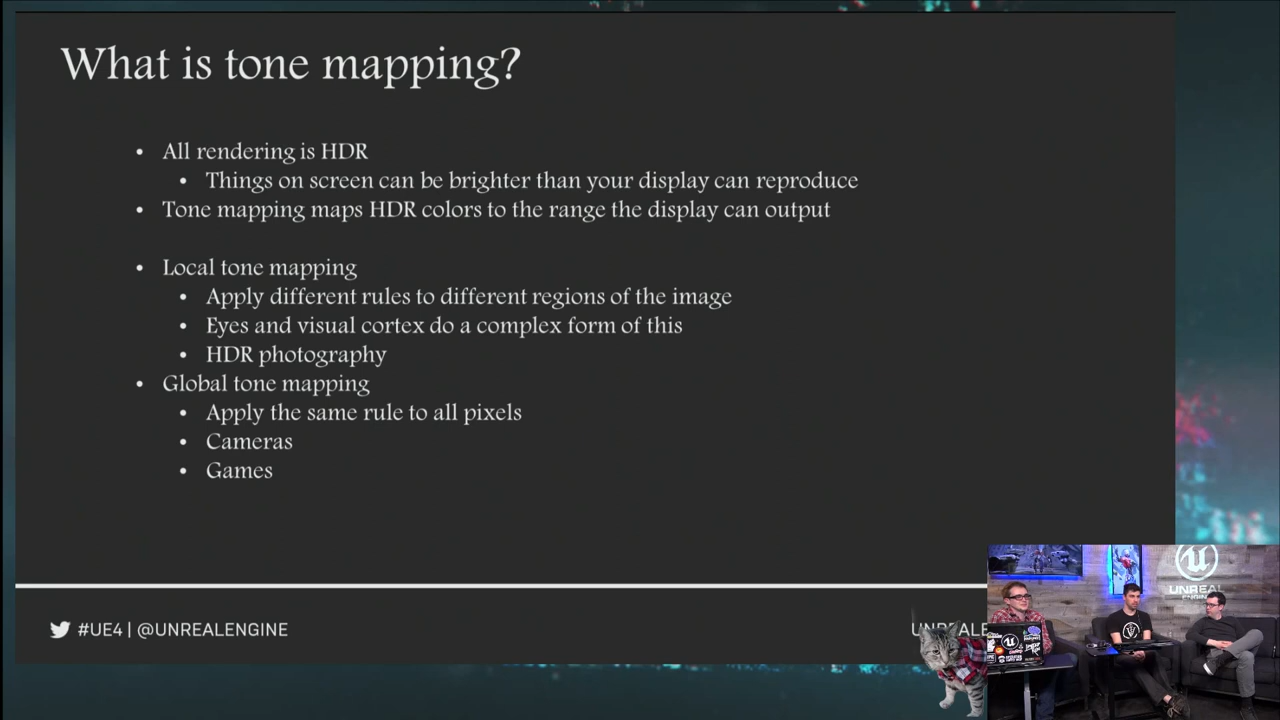 What is tone mapping?
• All rendering is HDR
• Things on screen can be brighter than your display can reproduce
• Tone mapping maps HDR colors to the range the display can output
• Local tone mapping
• Apply different rules to different regions of the image
• Eyes and visual cortex do a complex form of this
• HDR photography
• Global tone mapping
• Apply the same rule to all pixels
• Cameras
• Games
#UE4 | @UNREALENGINE
UNREALE
UNREAL